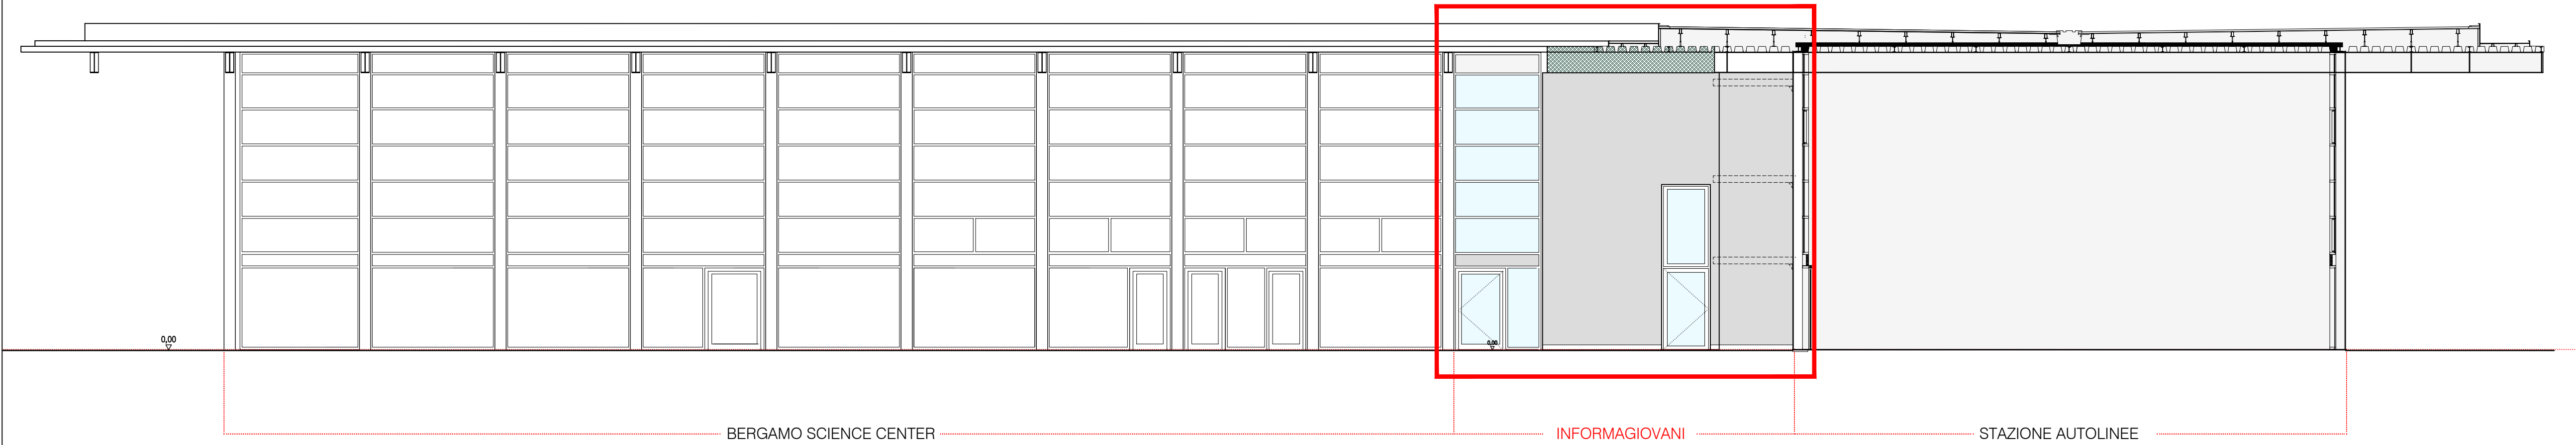 0.00
0.00
BERGAMO SCIENCE CENTER
INFORMAGIOVANI
STAZIONE AUTOLINEE